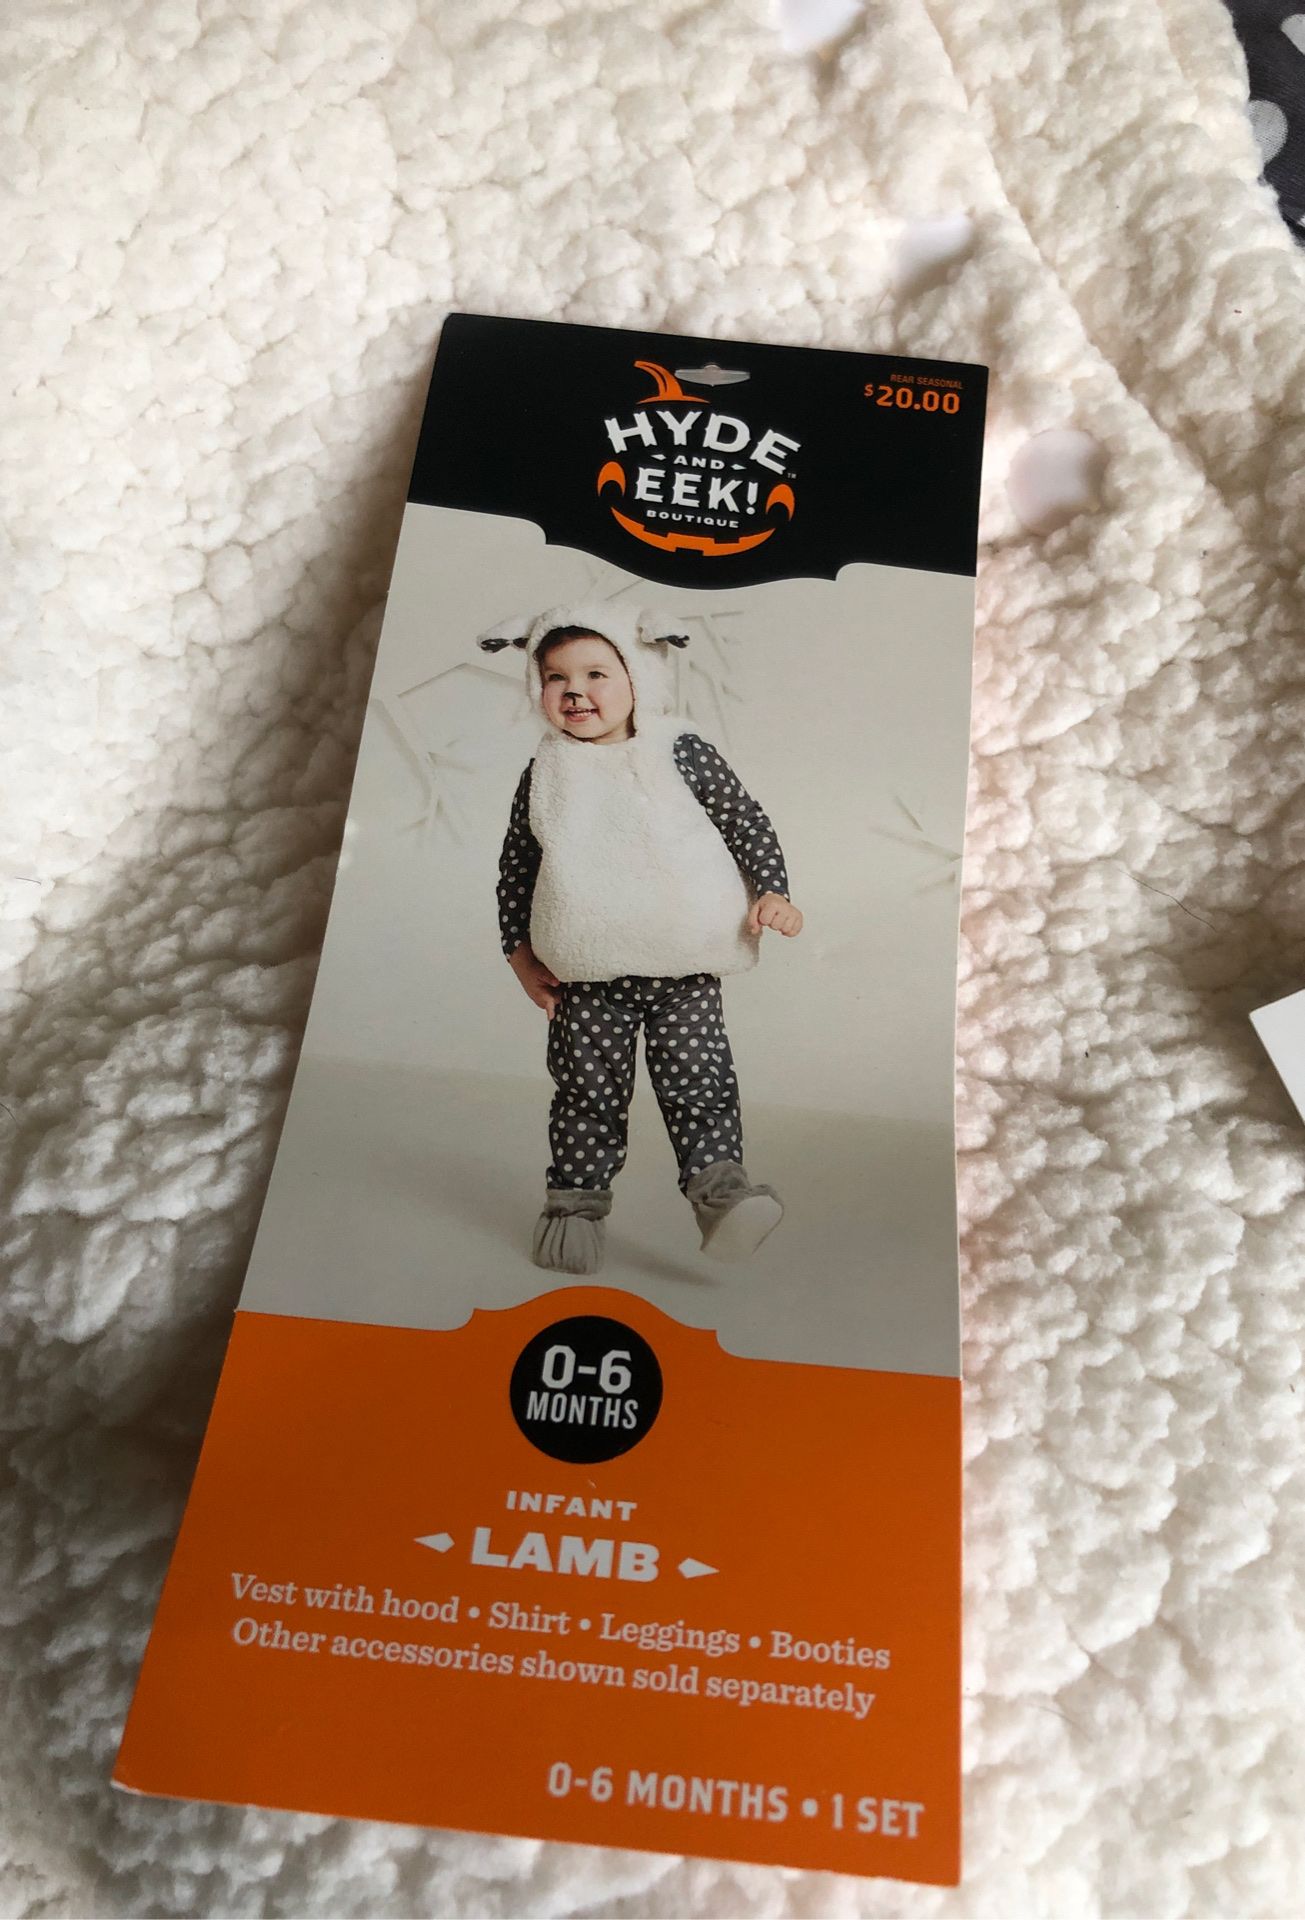 REAR SEASONAL
$20.00
HYDE
AND
EEK!™
BOUTIQUE
0-6
MONTHS
INFANT
LAMB
Vest with hood • Shirt • Leggings • Booties
Other accessories shown sold separately
0-6 MONTHS • 1 SET